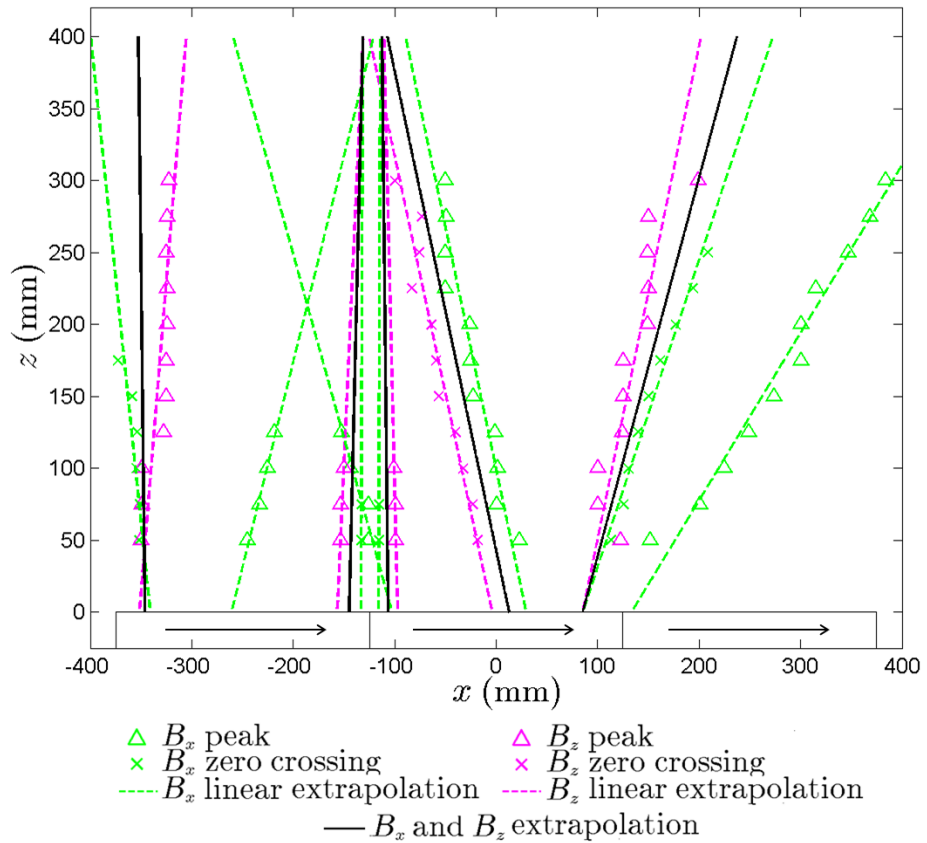 400
350
300
250
200
150
100
50
0
z (mm)
-400 -300 -200 -100 0 100 200 300 400
x (mm)
B_x peak B_z peak
B_x zero crossing B_z zero crossing
B_x linear extrapolation B_z linear extrapolation
B_x and B_z extrapolation